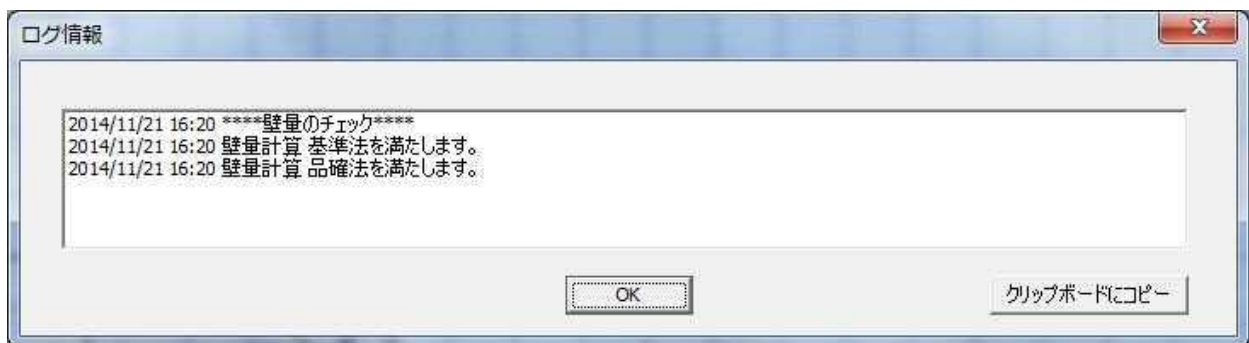 ログ情報
2014/11/21 16:20 ****壁量のチェック****
2014/11/21 16:20 壁量計算 基準法を満たします。
2014/11/21 16:20 壁量計算 品確法を満たします。
OK
クリップボードにコピー